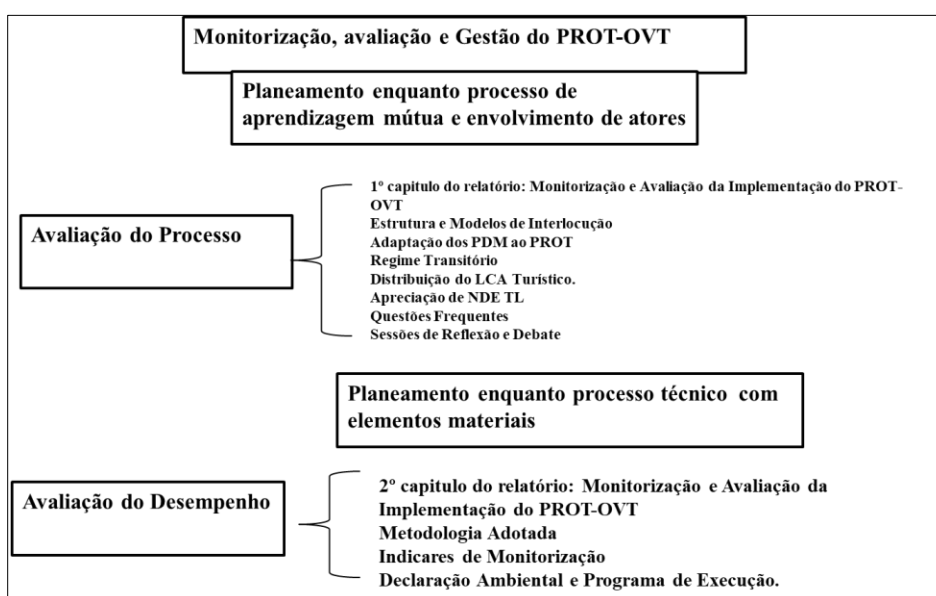 Monitorização, avaliação e Gestão do PROT-OVT
Planeamento enquanto processo de
aprendizagem mútua e envolvimento de atores
Avaliação do Processo
1º capitulo do relatório: Monitorização e Avaliação da Implementação do PROT-
OVT
Estrutura e Modelos de Interlocução
Adaptação dos PDM ao PROT
Regime Transitório
Distribuição do LCA Turístico.
Apreciação de NDE TL
Questões Frequentes
Sessões de Reflexão e Debate
Planeamento enquanto processo técnico com
elementos materiais
Avaliação do Desempenho
2º capitulo do relatório: Monitorização e Avaliação da
Implementação do PROT-OVT
Metodologia Adotada
Indicares de Monitorização
Declaração Ambiental e Programa de Execução.